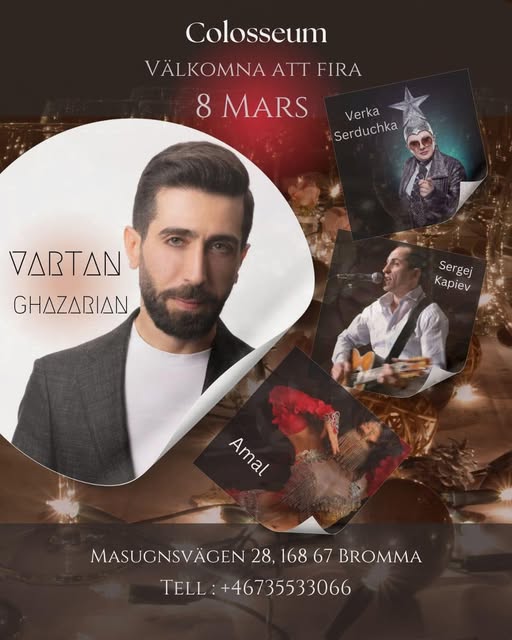 Colosseum
Välkomna att fira
8 Mars
Verka
Serduchka
VARTAN
GHAZARIAN
Sergej
Kapiev
Amal
Masugnsvägen 28, 168 67 Bromma
Tell : +46735533066